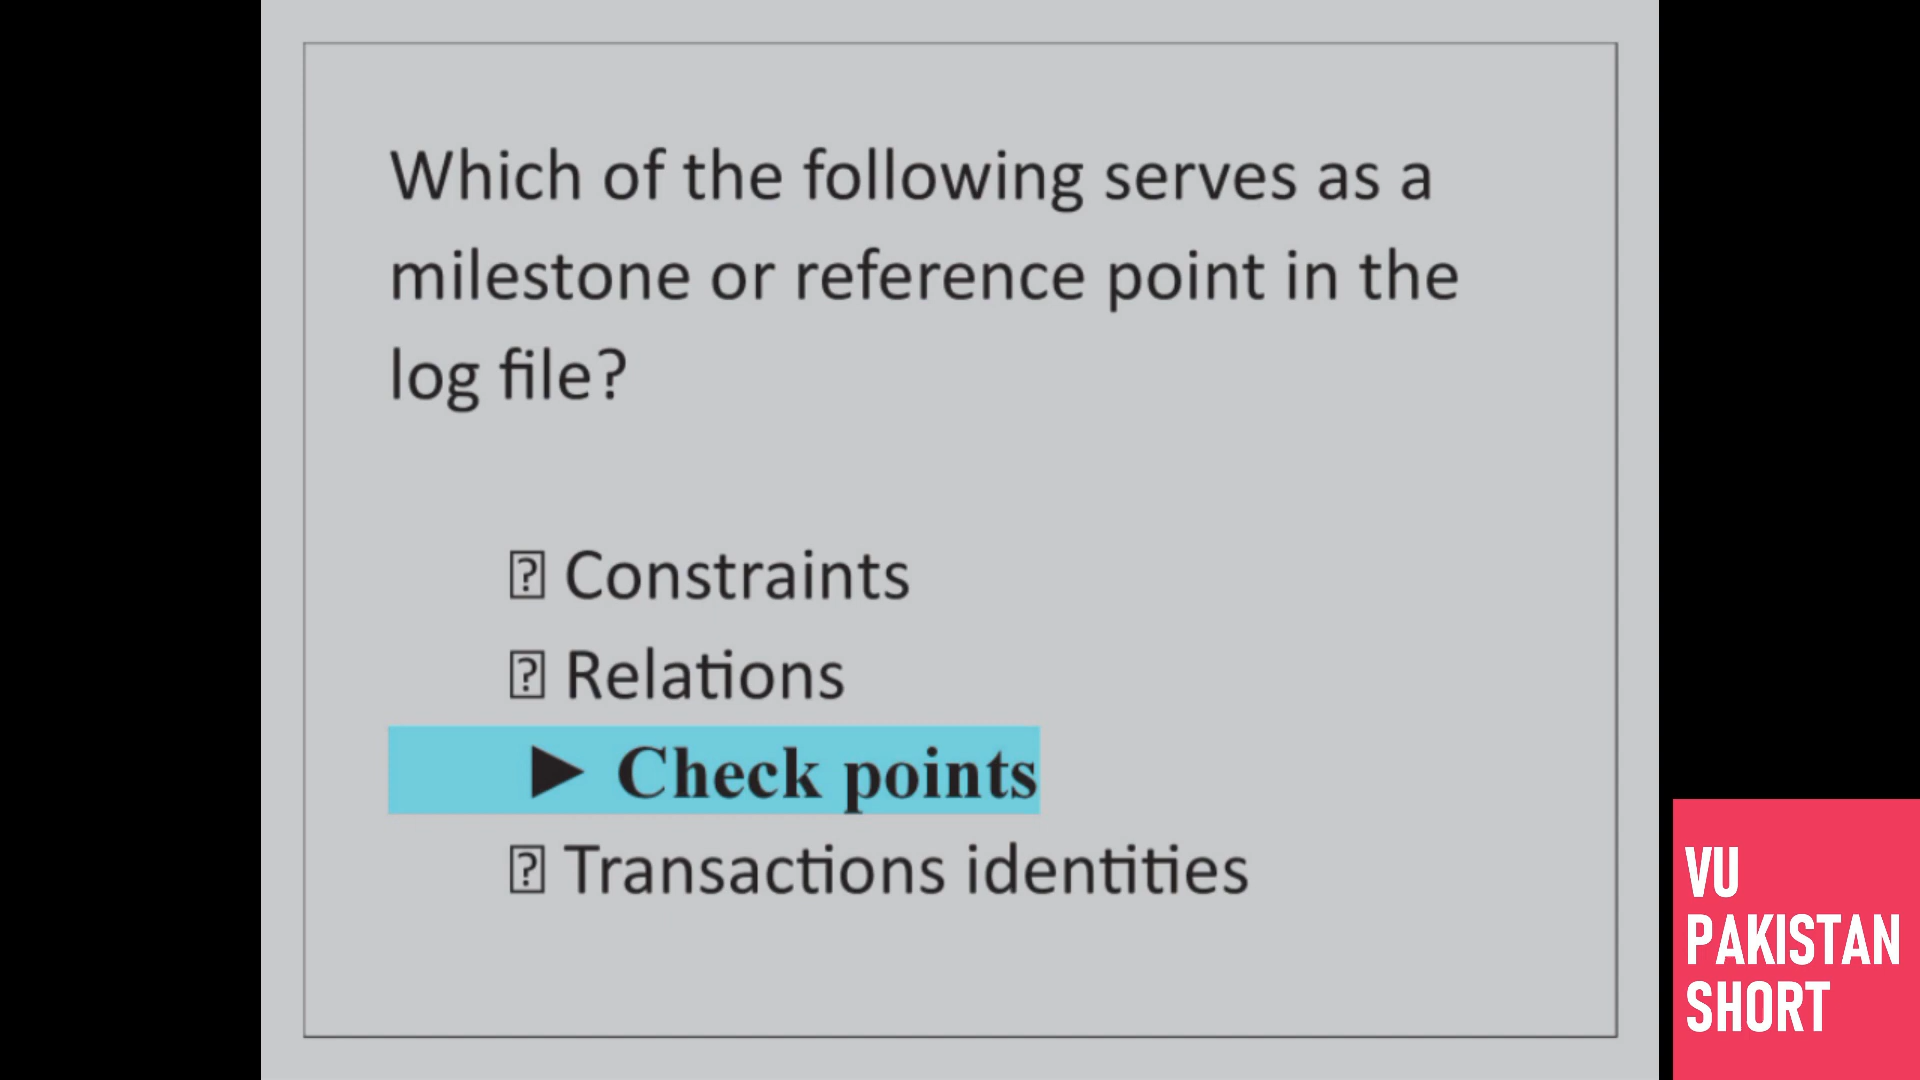 Which of the following serves as a
milestone or reference point in the
log file?
Constraints
Relations
► Check points
Transactions identities
VU
PAKISTAN
SHORT